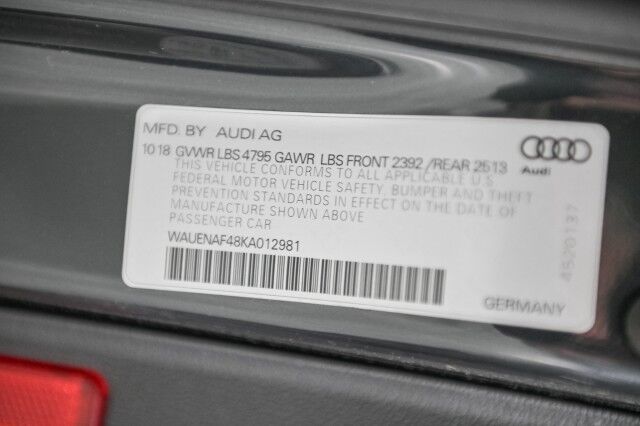 MFD. BY AUDI AG
10 18 GVWR LBS 4795 GAWR LBS FRONT 2392 / REAR 2513
THIS VEHICLE CONFORMS TO ALL APPLICABLE U.S
FEDERAL MOTOR VEHICLE SAFETY. BUMPER AND THEFT
PREVENTION STANDARDS IN EFFECT ON THE DATE OF
MANUFACTURE SHOWN ABOVE
PASSENGER CAR
WAUENAF48KA012981
GERMANY
Audi
4520137